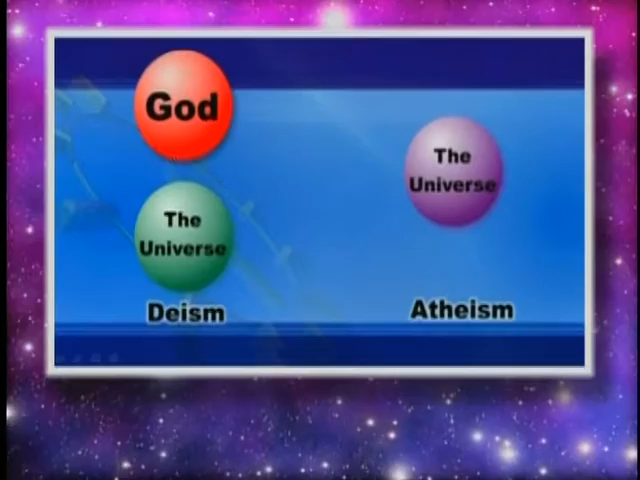 God
The
Universe
Deism
The
Universe
Atheism